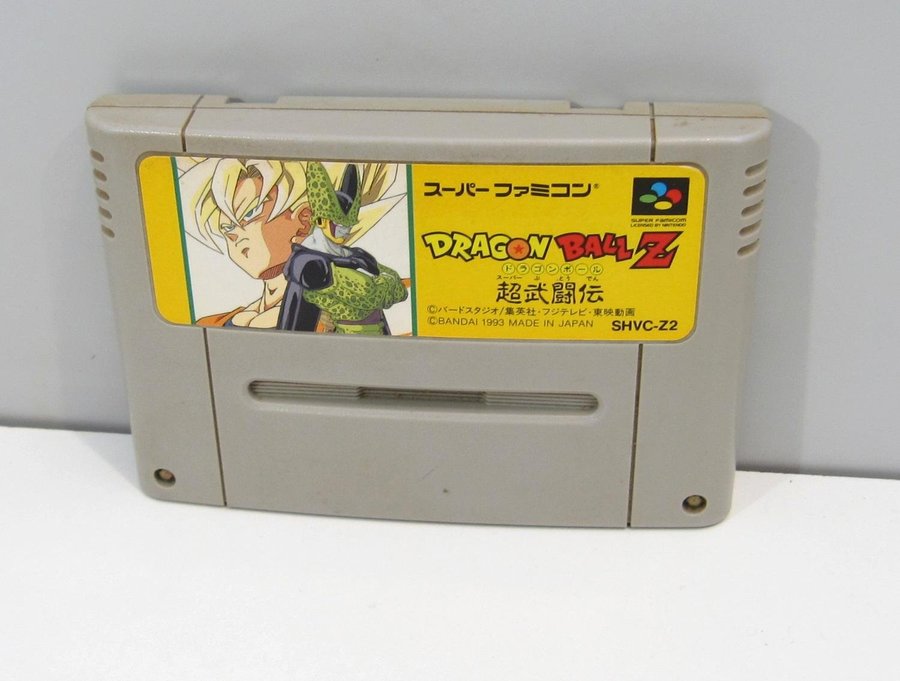 スーパーファミコン®
SUPER FAMICOM
LICENSED BY NINTENDO
DRAGON BALL Z
ドラゴンボール
スーパー ぶ とう でん
超武闘伝
©バードスタジオ/集英社・フジテレビ・東映動画
©BANDAI 1993 MADE IN JAPAN
SHVC-Z2